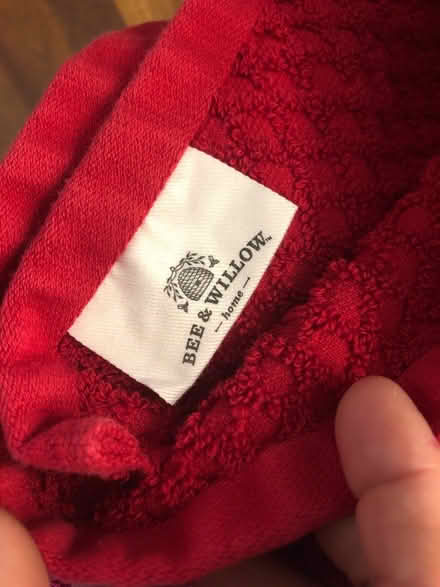 BEE & WILLOW™
— home —